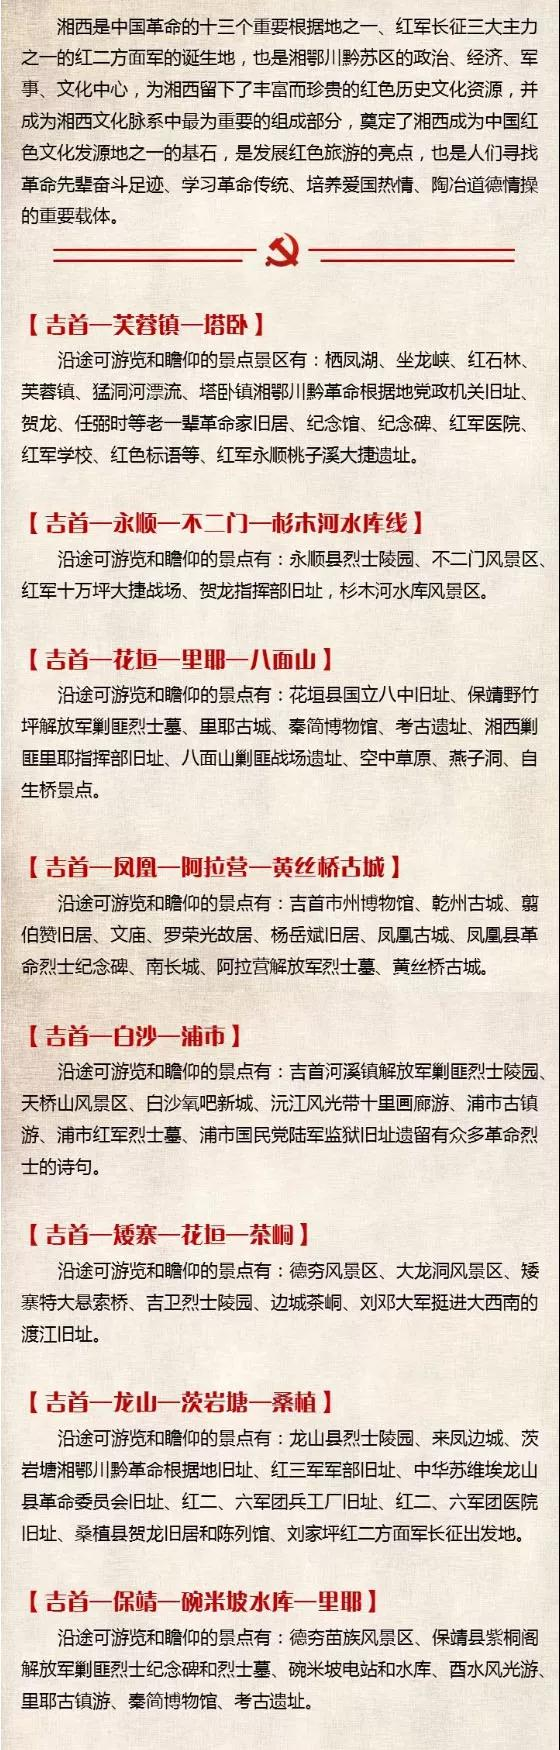 湘西是中国革命的十三个重要根据地之一、红军长征三大主力
之一的红二方面军的诞生地，也是湘鄂川黔苏区的政治、经济、军
事、文化中心，为湘西留下了丰富而珍贵的红色历史文化资源，并
成为湘西文化脉系中最为重要的组成部分，奠定了湘西成为中国红
色文化发源地之一的基石，是发展红色旅游的亮点，也是人们寻找
革命先辈奋斗足迹、学习革命传统、培养爱国热情、陶冶道德情操
的重要载体。
【吉首—芙蓉镇—塔卧】
沿途可游览和瞻仰的景点景区有：栖凤湖、坐龙峡、红石林、
芙蓉镇、猛洞河漂流、塔卧镇湘鄂川黔革命根据地党政机关旧址、
贺龙、任弼时等老一辈革命家旧居、纪念馆、纪念碑、红军医院、
红军学校、红色标语等、红军永顺桃子溪大捷遗址。
【吉首—永顺—不二门—杉木河水库线】
沿途可游览和瞻仰的景点有：永顺县烈士陵园、不二门风景区、
红军十万坪大捷战场、贺龙指挥部旧址，杉木河水库风景区。
【吉首—花垣—里耶—八面山】
沿途可游览和瞻仰的景点有：花垣县国立八中旧址、保靖野竹
坪解放军剿匪烈士墓、里耶古城、秦简博物馆、考古遗址、湘西剿
匪里耶指挥部旧址、八面山剿匪战场遗址、空中草原、燕子洞、自
生桥景点。
【吉首—凤凰—阿拉营—黄丝桥古城】
沿途可游览和瞻仰的景点有：吉首市州博物馆、乾州古城、翦
伯赞旧居、文庙、罗荣光故居、杨岳斌旧居、凤凰古城、凤凰县革
命烈士纪念碑、南长城、阿拉营解放军烈士墓、黄丝桥古城。
【吉首—白沙—浦市】
沿途可游览和瞻仰的景点有：吉首河溪镇解放军剿匪烈士陵园、
天桥山风景区、白沙氧吧新城、沅江风光带十里画廊游、浦市古镇
游、浦市红军烈士墓、浦市国民党陆军监狱旧址遗留有众多革命烈
士的诗句。
【吉首—矮寨—花垣—茶峒】
沿途可游览和瞻仰的景点有：德夯风景区、大龙洞风景区、矮
寨特大悬索桥、吉卫烈士陵园、边城茶峒、刘邓大军挺进大西南的
渡江旧址。
【吉首—龙山—茨岩塘—桑植】
沿途可游览和瞻仰的景点有：龙山县烈士陵园、来凤边城、茨
岩塘湘鄂川黔革命根据地旧址、红三军军部旧址、中华苏维埃龙山
县革命委员会旧址、红二、六军团兵工厂旧址、红二、六军团医院
旧址、桑植县贺龙旧居和陈列馆、刘家坪红二方面军长征出发地。
【吉首—保靖—碗米坡水库—里耶】
沿途可游览和瞻仰的景点有：德夯苗族风景区、保靖县紫桐阁
解放军剿匪烈士纪念碑和烈士墓、碗米坡电站和水库、酉水风光游、
里耶古镇游、秦简博物馆、考古遗址。